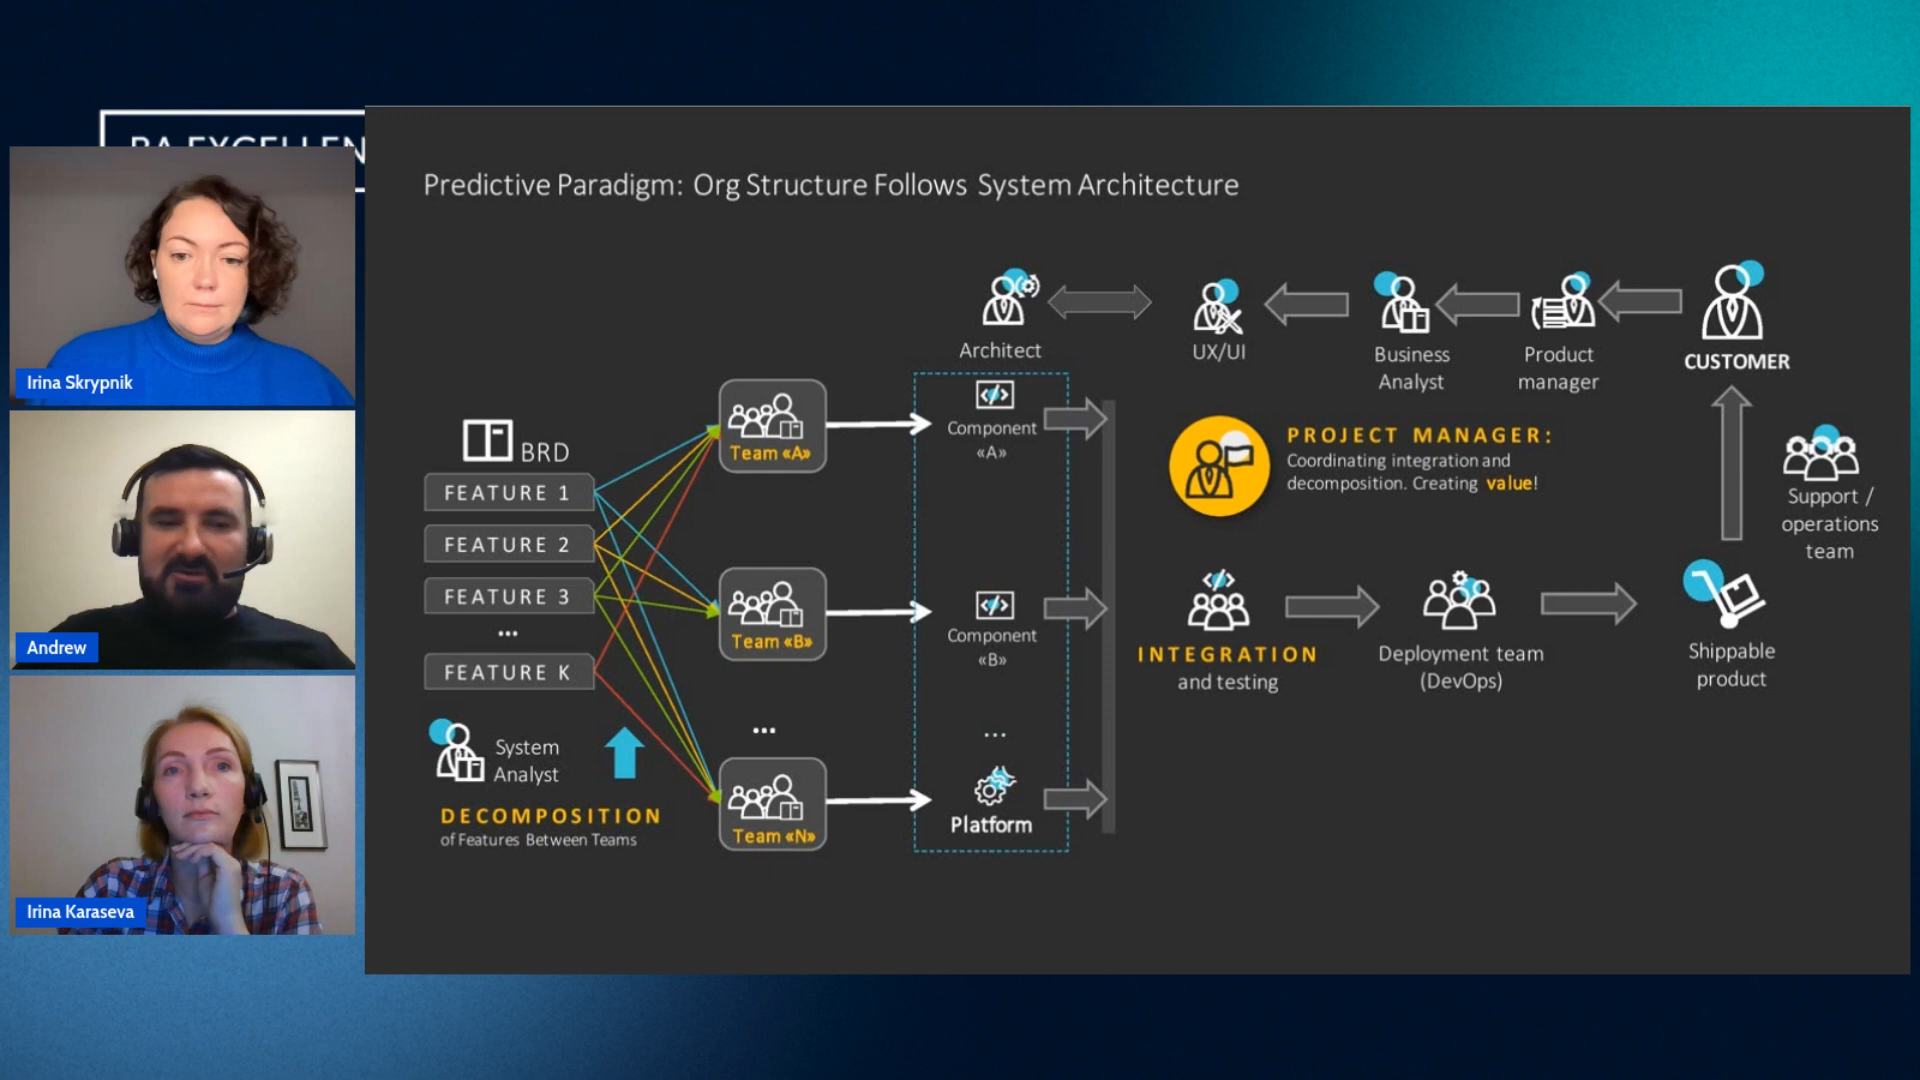 BA EXCELLEN
Irina Skrypnik
Andrew
Irina Karaseva
Predictive Paradigm: Org Structure Follows System Architecture
Architect
UX/UI
Business
Analyst
Product
manager
CUSTOMER
BRD
FEATURE 1
FEATURE 2
FEATURE 3
...
FEATURE K
System
Analyst
DECOMPOSITION
of Features Between Teams
Team «A»
Team «B»
...
Team «N»
Component
«A»
Component
«B»
...
Platform
PROJECT MANAGER:
Coordinating integration and
decomposition. Creating value!
INTEGRATION
and testing
Deployment team
(DevOps)
Shippable
product
Support /
operations
team